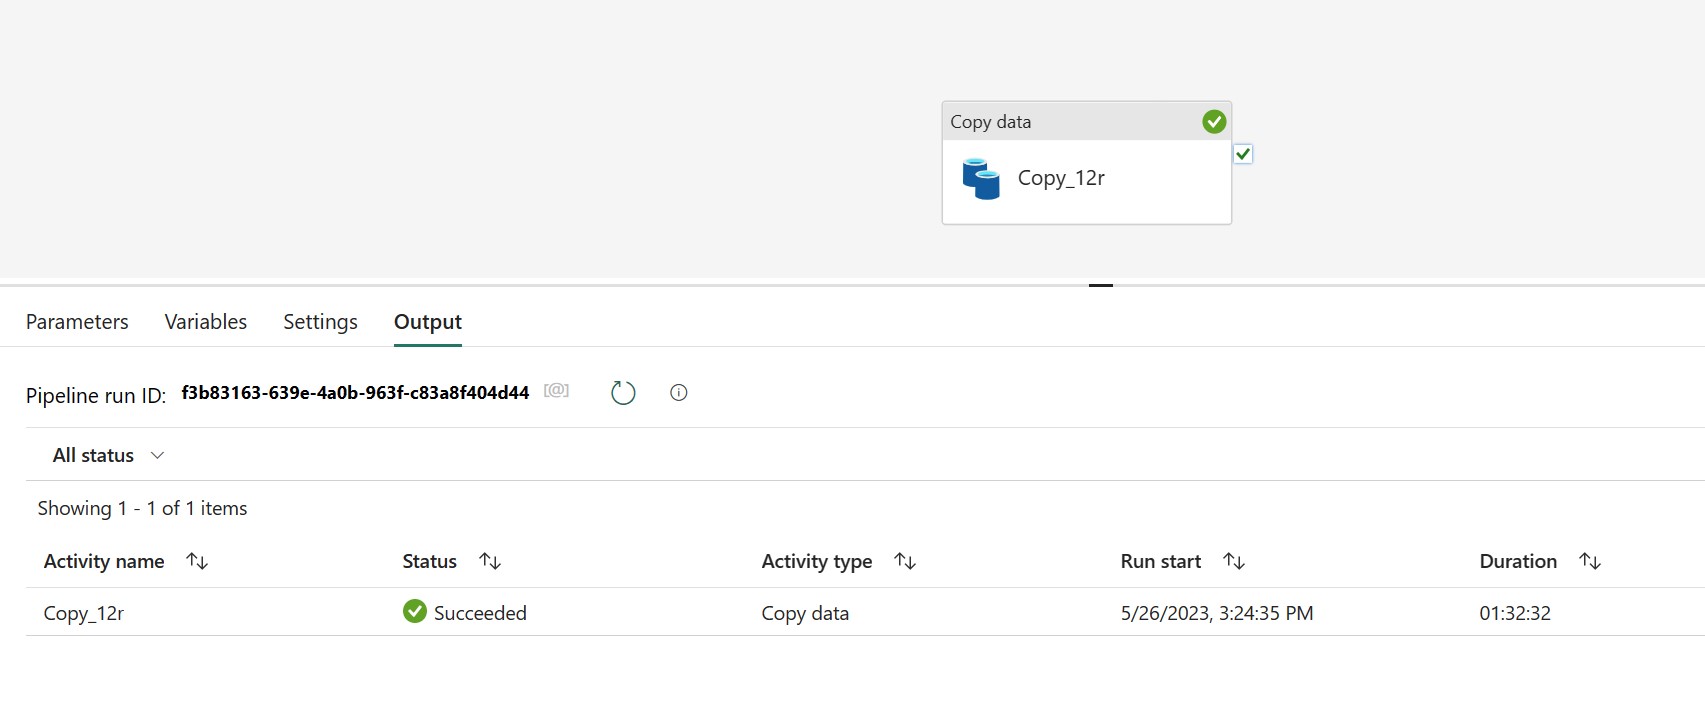 Copy data
Copy_12r
Parameters Variables Settings Output
Pipeline run ID: f3b83163-639e-4a0b-963f-c83a8f404d44 [@]
All status
Showing 1 - 1 of 1 items
Activity name Status Activity type Run start Duration
Copy_12r Succeeded Copy data 5/26/2023, 3:24:35 PM 01:32:32